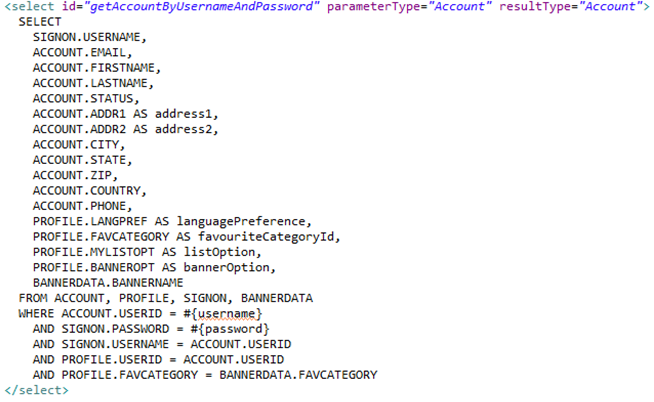 <select id="getAccountByUsernameAndPassword" parameterType="Account" resultType="Account">
SELECT
SIGNON.USERNAME,
ACCOUNT.EMAIL,
ACCOUNT.FIRSTNAME,
ACCOUNT.LASTNAME,
ACCOUNT.STATUS,
ACCOUNT.ADDR1 AS address1,
ACCOUNT.ADDR2 AS address2,
ACCOUNT.CITY,
ACCOUNT.STATE,
ACCOUNT.ZIP,
ACCOUNT.COUNTRY,
ACCOUNT.PHONE,
PROFILE.LANGPREF AS languagePreference,
PROFILE.FAVCATEGORY AS favouriteCategoryId,
PROFILE.MYLISTOPT AS listOption,
PROFILE.BANNEROPT AS bannerOption,
BANNERDATA.BANNERNAME
FROM ACCOUNT, PROFILE, SIGNON, BANNERDATA
WHERE ACCOUNT.USERID = #{username}
AND SIGNON.PASSWORD = #{password}
AND SIGNON.USERNAME = ACCOUNT.USERID
AND PROFILE.USERID = ACCOUNT.USERID
AND PROFILE.FAVCATEGORY = BANNERDATA.FAVCATEGORY
</select>